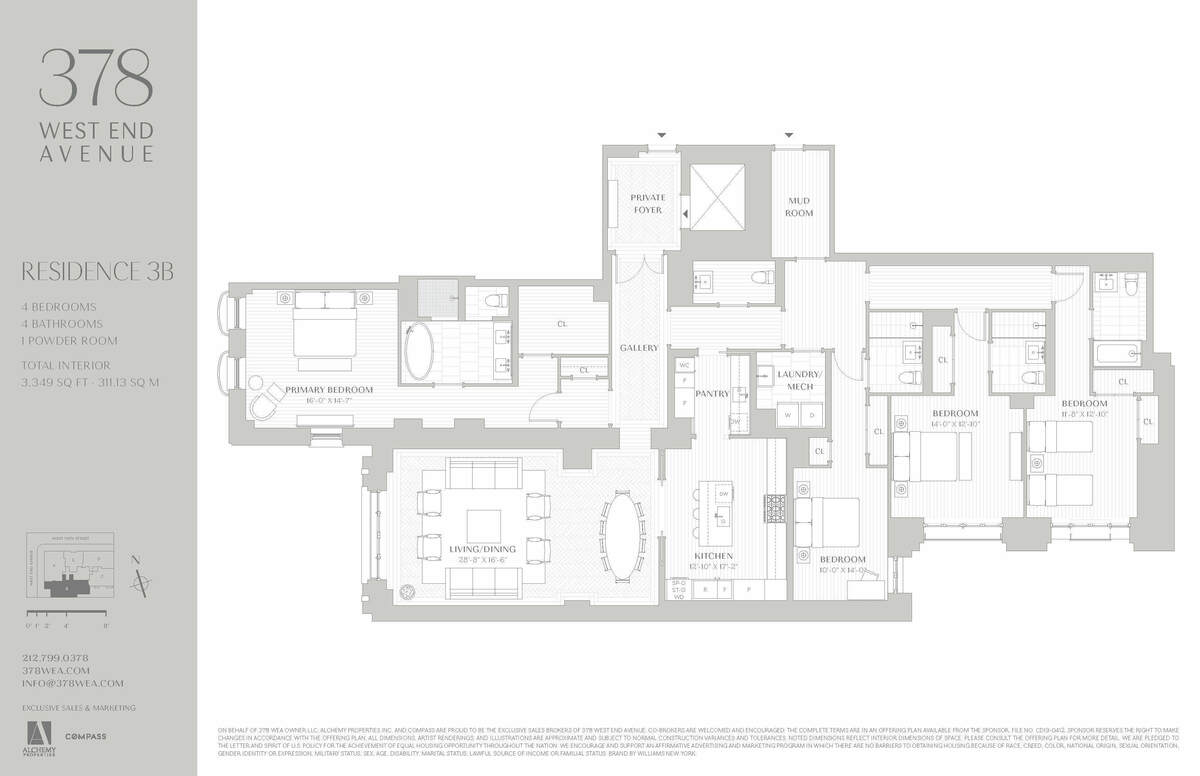 378
WEST END
AVENUE
RESIDENCE 3B
4 BEDROOMS
4 BATHROOMS
1 POWDER ROOM
TOTAL INTERIOR
3,349 SQ FT - 311.13 SQ M
0' 1' 2' 4' 8'
212.799.0378
378WEA.COM
INFO@378WEA.COM
EXCLUSIVE SALES & MARKETING
ALCHEMY
PROPERTIES
COMPASS
PRIVATE
FOYER
MUD
ROOM
CL
GALLERY
CL
PRIMARY BEDROOM
16'-0" X 14'-7"
WC
F
F
PANTRY
DW
LAUNDRY/
MECH
W
D
CL
CL
CL
CL
CL
BEDROOM
14'-0" X 12'-10"
BEDROOM
11'-8" X 12'-10"
LIVING/DINING
28'-8" X 16'-6"
DW
KITCHEN
12'-10" X 17'-2"
SP-O
ST-O
WD
R
F
P
BEDROOM
10'-0" X 14'-0"
ON BEHALF OF 378 WEA OWNER LLC, ALCHEMY PROPERTIES INC. AND COMPASS ARE PROUD TO BE THE EXCLUSIVE SALES BROKERS OF 378 WEST END AVENUE. CO-BROKERS ARE WELCOMED AND ENCOURAGED. THE COMPLETE TERMS ARE IN AN OFFERING PLAN AVAILABLE FROM THE SPONSOR. FILE NO. CD19-0412. SPONSOR RESERVES THE RIGHT TO MAKE
CHANGES IN ACCORDANCE WITH THE OFFERING PLAN. ALL DIMENSIONS, ARTIST RENDERINGS, AND ILLUSTRATIONS ARE APPROXIMATE AND SUBJECT TO NORMAL CONSTRUCTION VARIANCES AND TOLERANCES. NOTED DIMENSIONS REFLECT INTERIOR DIMENSIONS OF SPACE. PLEASE CONSULT THE OFFERING PLAN FOR MORE DETAIL. WE ARE PLEDGED TO
THE LETTER AND SPIRIT OF U.S. POLICY FOR THE ACHIEVEMENT OF EQUAL HOUSING OPPORTUNITY THROUGHOUT THE NATION. WE ENCOURAGE AND SUPPORT AN AFFIRMATIVE ADVERTISING AND MARKETING PROGRAM IN WHICH THERE ARE NO BARRIERS TO OBTAINING HOUSING BECAUSE OF RACE, CREED, COLOR, NATIONAL ORIGIN, SEXUAL ORIENTATION,
GENDER IDENTITY OR EXPRESSION, MILITARY STATUS, SEX, AGE, DISABILITY, MARITAL STATUS, LAWFUL SOURCE OF INCOME OR FAMILIAL STATUS. BRAND BY WILLIAMS NEW YORK.